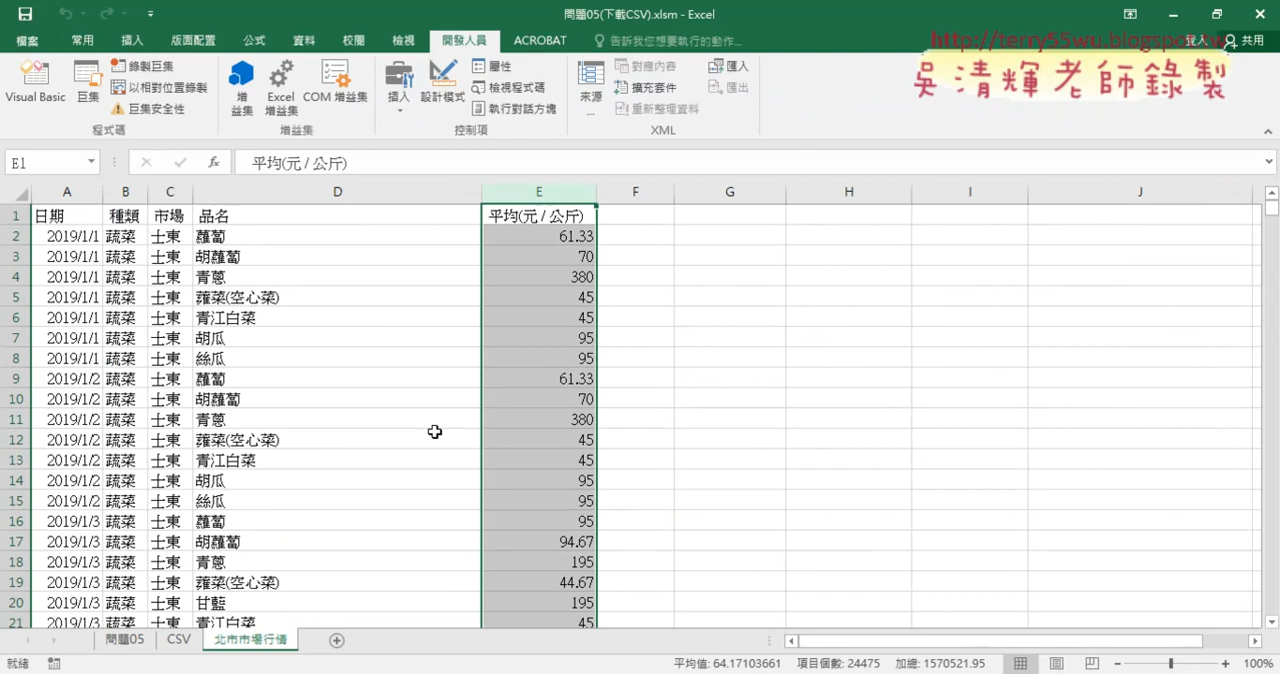 問題05(下載CSV).xlsm - Excel
檔案 常用 插入 版面配置 公式 資料 校閱 檢視 開發人員 ACROBAT 告訴我您想要執行的動作... 登入 共用
http://terry55wu.blogspot.tw
吳清輝老師錄製
Visual Basic 巨集 錄製巨集 以相對位置錄製 巨集安全性 程式碼
增益集 Excel 增益集 COM 增益集 增益集
插入 設計模式 屬性 檢視程式碼 執行對話方塊 控制項
來源... 對應內容 擴充套件 重新整理資料 匯入 匯出 XML
E1 fx 平均(元 / 公斤)
A B C D E F G H I J
1 日期 種類 市場 品名 平均(元 / 公斤)
2 2019/1/1 蔬菜 士東 蘿蔔 61.33
3 2019/1/1 蔬菜 士東 胡蘿蔔 70
4 2019/1/1 蔬菜 士東 青蔥 380
5 2019/1/1 蔬菜 士東 蕹菜(空心菜) 45
6 2019/1/1 蔬菜 士東 青江白菜 45
7 2019/1/1 蔬菜 士東 胡瓜 95
8 2019/1/1 蔬菜 士東 絲瓜 95
9 2019/1/2 蔬菜 士東 蘿蔔 61.33
10 2019/1/2 蔬菜 士東 胡蘿蔔 70
11 2019/1/2 蔬菜 士東 青蔥 380
12 2019/1/2 蔬菜 士東 蕹菜(空心菜) 45
13 2019/1/2 蔬菜 士東 青江白菜 45
14 2019/1/2 蔬菜 士東 胡瓜 95
15 2019/1/2 蔬菜 士東 絲瓜 95
16 2019/1/3 蔬菜 士東 蘿蔔 95
17 2019/1/3 蔬菜 士東 胡蘿蔔 94.67
18 2019/1/3 蔬菜 士東 青蔥 195
19 2019/1/3 蔬菜 士東 蕹菜(空心菜) 44.67
20 2019/1/3 蔬菜 士東 甘藍 195
21 2019/1/3 蔬菜 士東 青江白菜 45
問題05 CSV 北市市場行情
就緒 平均值: 64.17103661 項目個數: 24475 加總: 1570521.95 100%